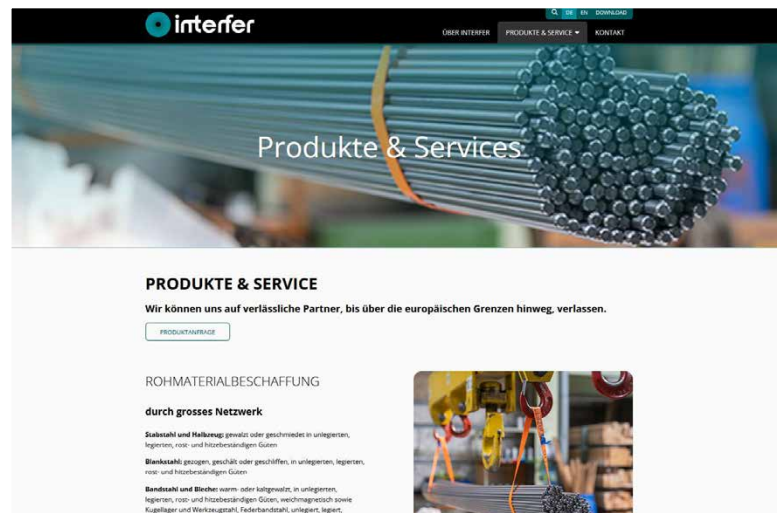 interfer
DE EN DOWNLOAD
ÜBER INTERFER PRODUKTE & SERVICE KONTAKT
Produkte & Services
PRODUKTE & SERVICE
Wir können uns auf verlässliche Partner, bis über die europäischen Grenzen hinweg, verlassen.
PRODUKTANFRAGE
ROHMATERIALBESCHAFFUNG
durch grosses Netzwerk
Stabstahl und Halbzeug: gewalzt oder geschmiedet in unlegierten,
legierten, rost- und hitzebeständigen Güten
Blankstahl: gezogen, geschält oder geschliffen, in unlegierten, legierten,
rost- und hitzebeständigen Güten
Bandstahl und Bleche: warm- oder kaltgewalzt, in unlegierten,
legierten, rost- und hitzebeständigen Güten, weichmagnetisch sowie
Kugellager und Werkzeugstahl, Federbandstahl, unlegiert, legiert,